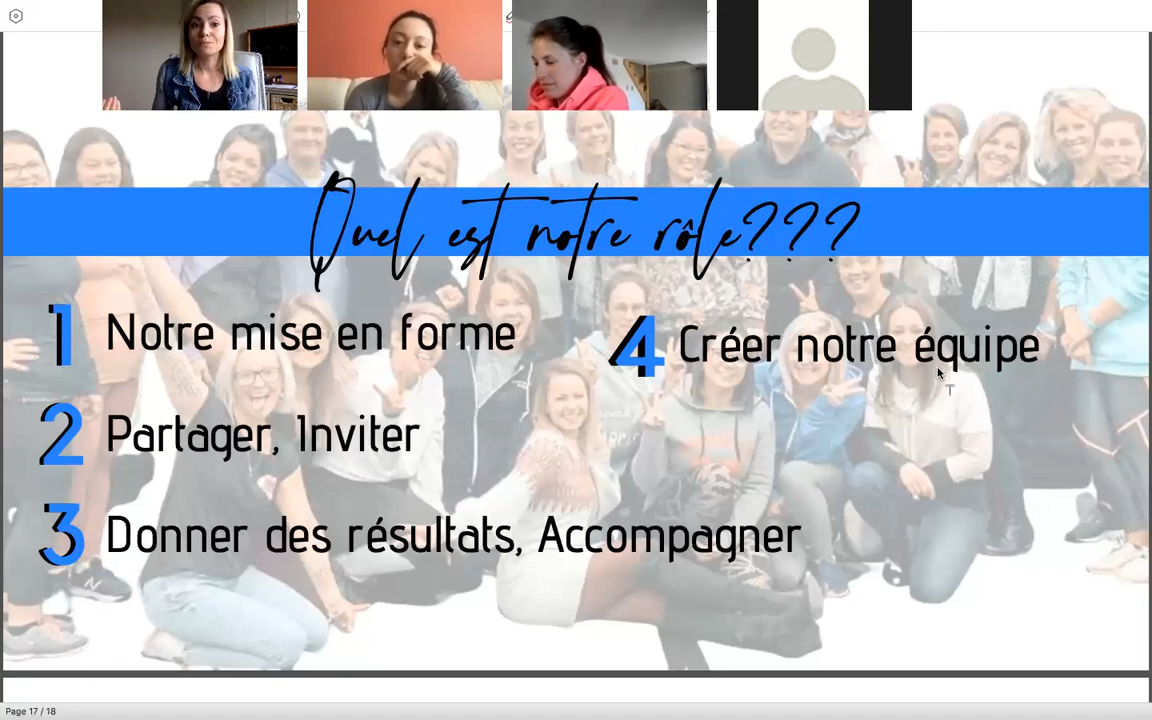 Quel est notre rôle???
1 Notre mise en forme
2 Partager, Inviter
3 Donner des résultats, Accompagner
4 Créer notre équipe
Page 17 / 18